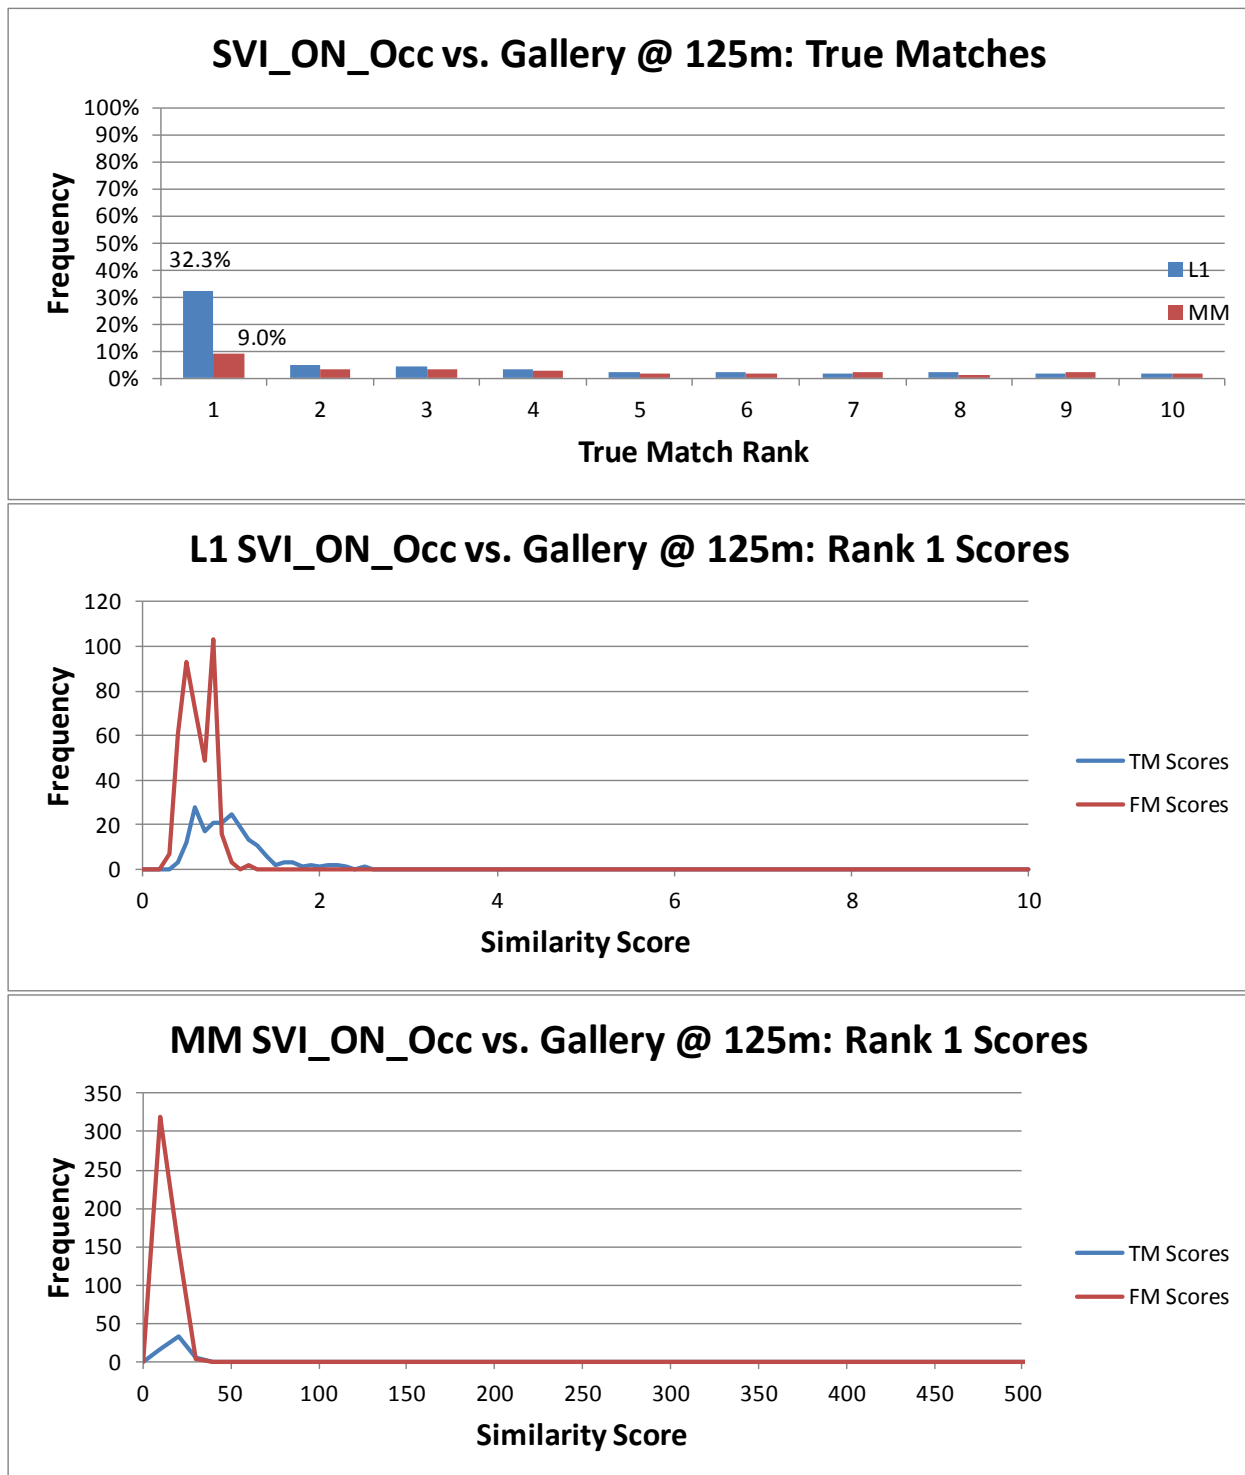 SVI_ON_Occ vs. Gallery @ 125m: True Matches
100%
90%
80%
70%
60%
50%
40%
30%
20%
10%
0%
Frequency
32.3%
9.0%
L1
MM
1 2 3 4 5 6 7 8 9 10
True Match Rank
L1 SVI_ON_Occ vs. Gallery @ 125m: Rank 1 Scores
120
100
80
60
40
20
0
Frequency
TM Scores
FM Scores
0 2 4 6 8 10
Similarity Score
MM SVI_ON_Occ vs. Gallery @ 125m: Rank 1 Scores
350
300
250
200
150
100
50
0
Frequency
TM Scores
FM Scores
0 50 100 150 200 250 300 350 400 450 500
Similarity Score